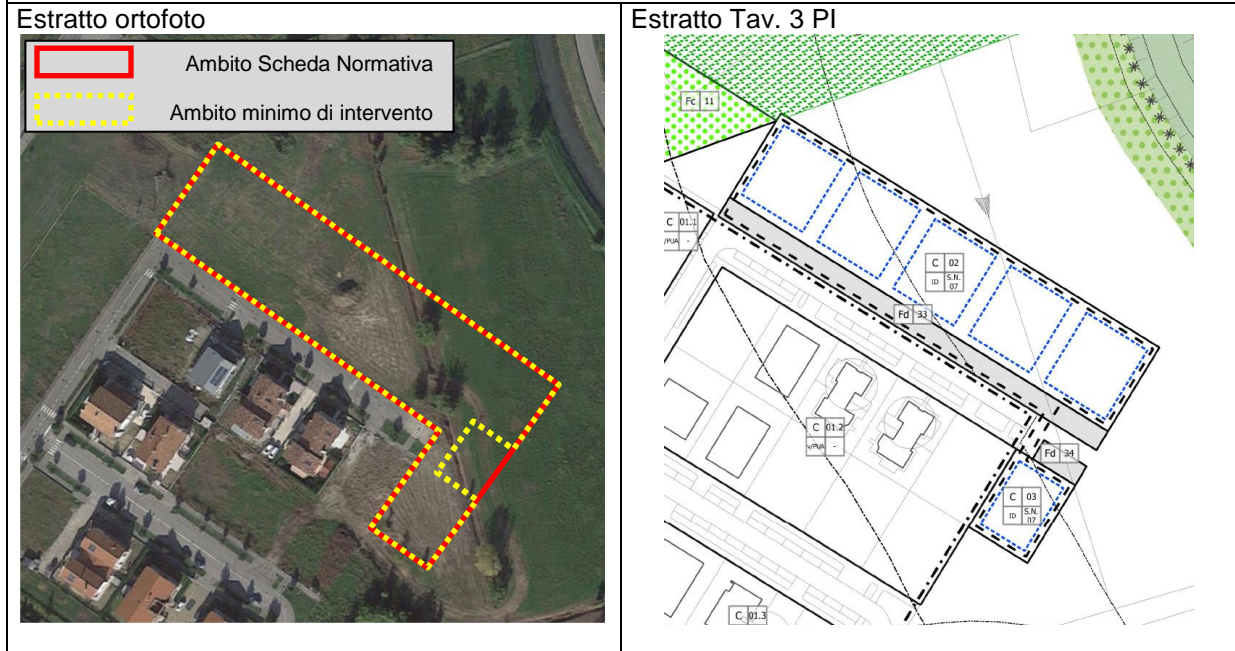 Estratto ortofoto
Ambito Scheda Normativa
Ambito minimo di intervento
Estratto Tav. 3 PI
Fc 11
C 01.1
/PUA -
C 02
ID S.N. 07
Fd 33
C 01.2
v/PUA -
Fd 34
C 03
ID S.N. 07
C 01.3